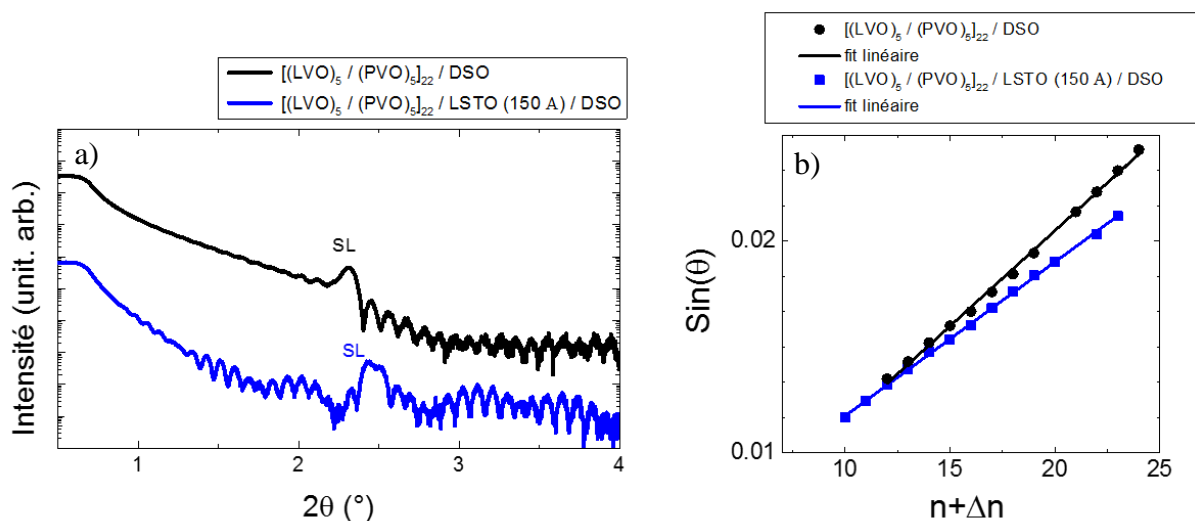 [(LVO)5 / (PVO)5]22 / DSO
[(LVO)5 / (PVO)5]22 / LSTO (150 A) / DSO
a)
SL
SL
Intensité (unit. arb.)
1 2 3 4
2θ (°)
[(LVO)5 / (PVO)5]22 / DSO
fit linéaire
[(LVO)5 / (PVO)5]22 / LSTO (150 A) / DSO
fit linéaire
b)
0.02
0.01
Sin(θ)
10 15 20 25
n+Δn